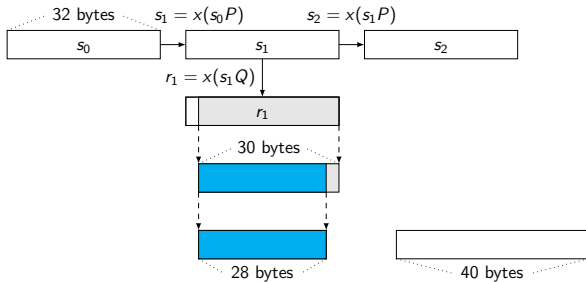 32 bytes s₁ = x(s₀P) s₂ = x(s₁P)
s₀ s₁ s₂
r₁ = x(s₁Q)
r₁
30 bytes
28 bytes 40 bytes